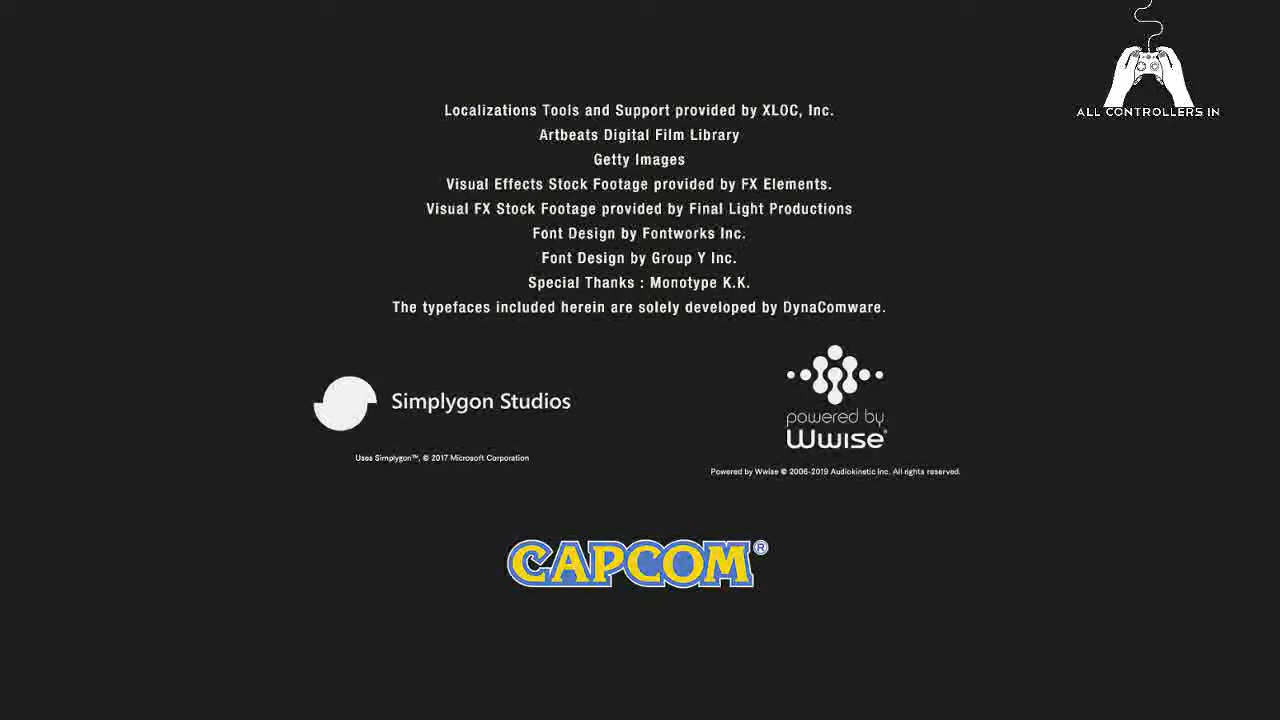 ALL CONTROLLERS IN
Localizations Tools and Support provided by XLOC, Inc.
Artbeats Digital Film Library
Getty Images
Visual Effects Stock Footage provided by FX Elements.
Visual FX Stock Footage provided by Final Light Productions
Font Design by Fontworks Inc.
Font Design by Group Y Inc.
Special Thanks : Monotype K.K.
The typefaces included herein are solely developed by DynaComware.
Simplygon Studios
Uses Simplygon™, © 2017 Microsoft Corporation
powered by
Wwise®
Powered by Wwise © 2006-2019 Audiokinetic Inc. All rights reserved.
CAPCOM®